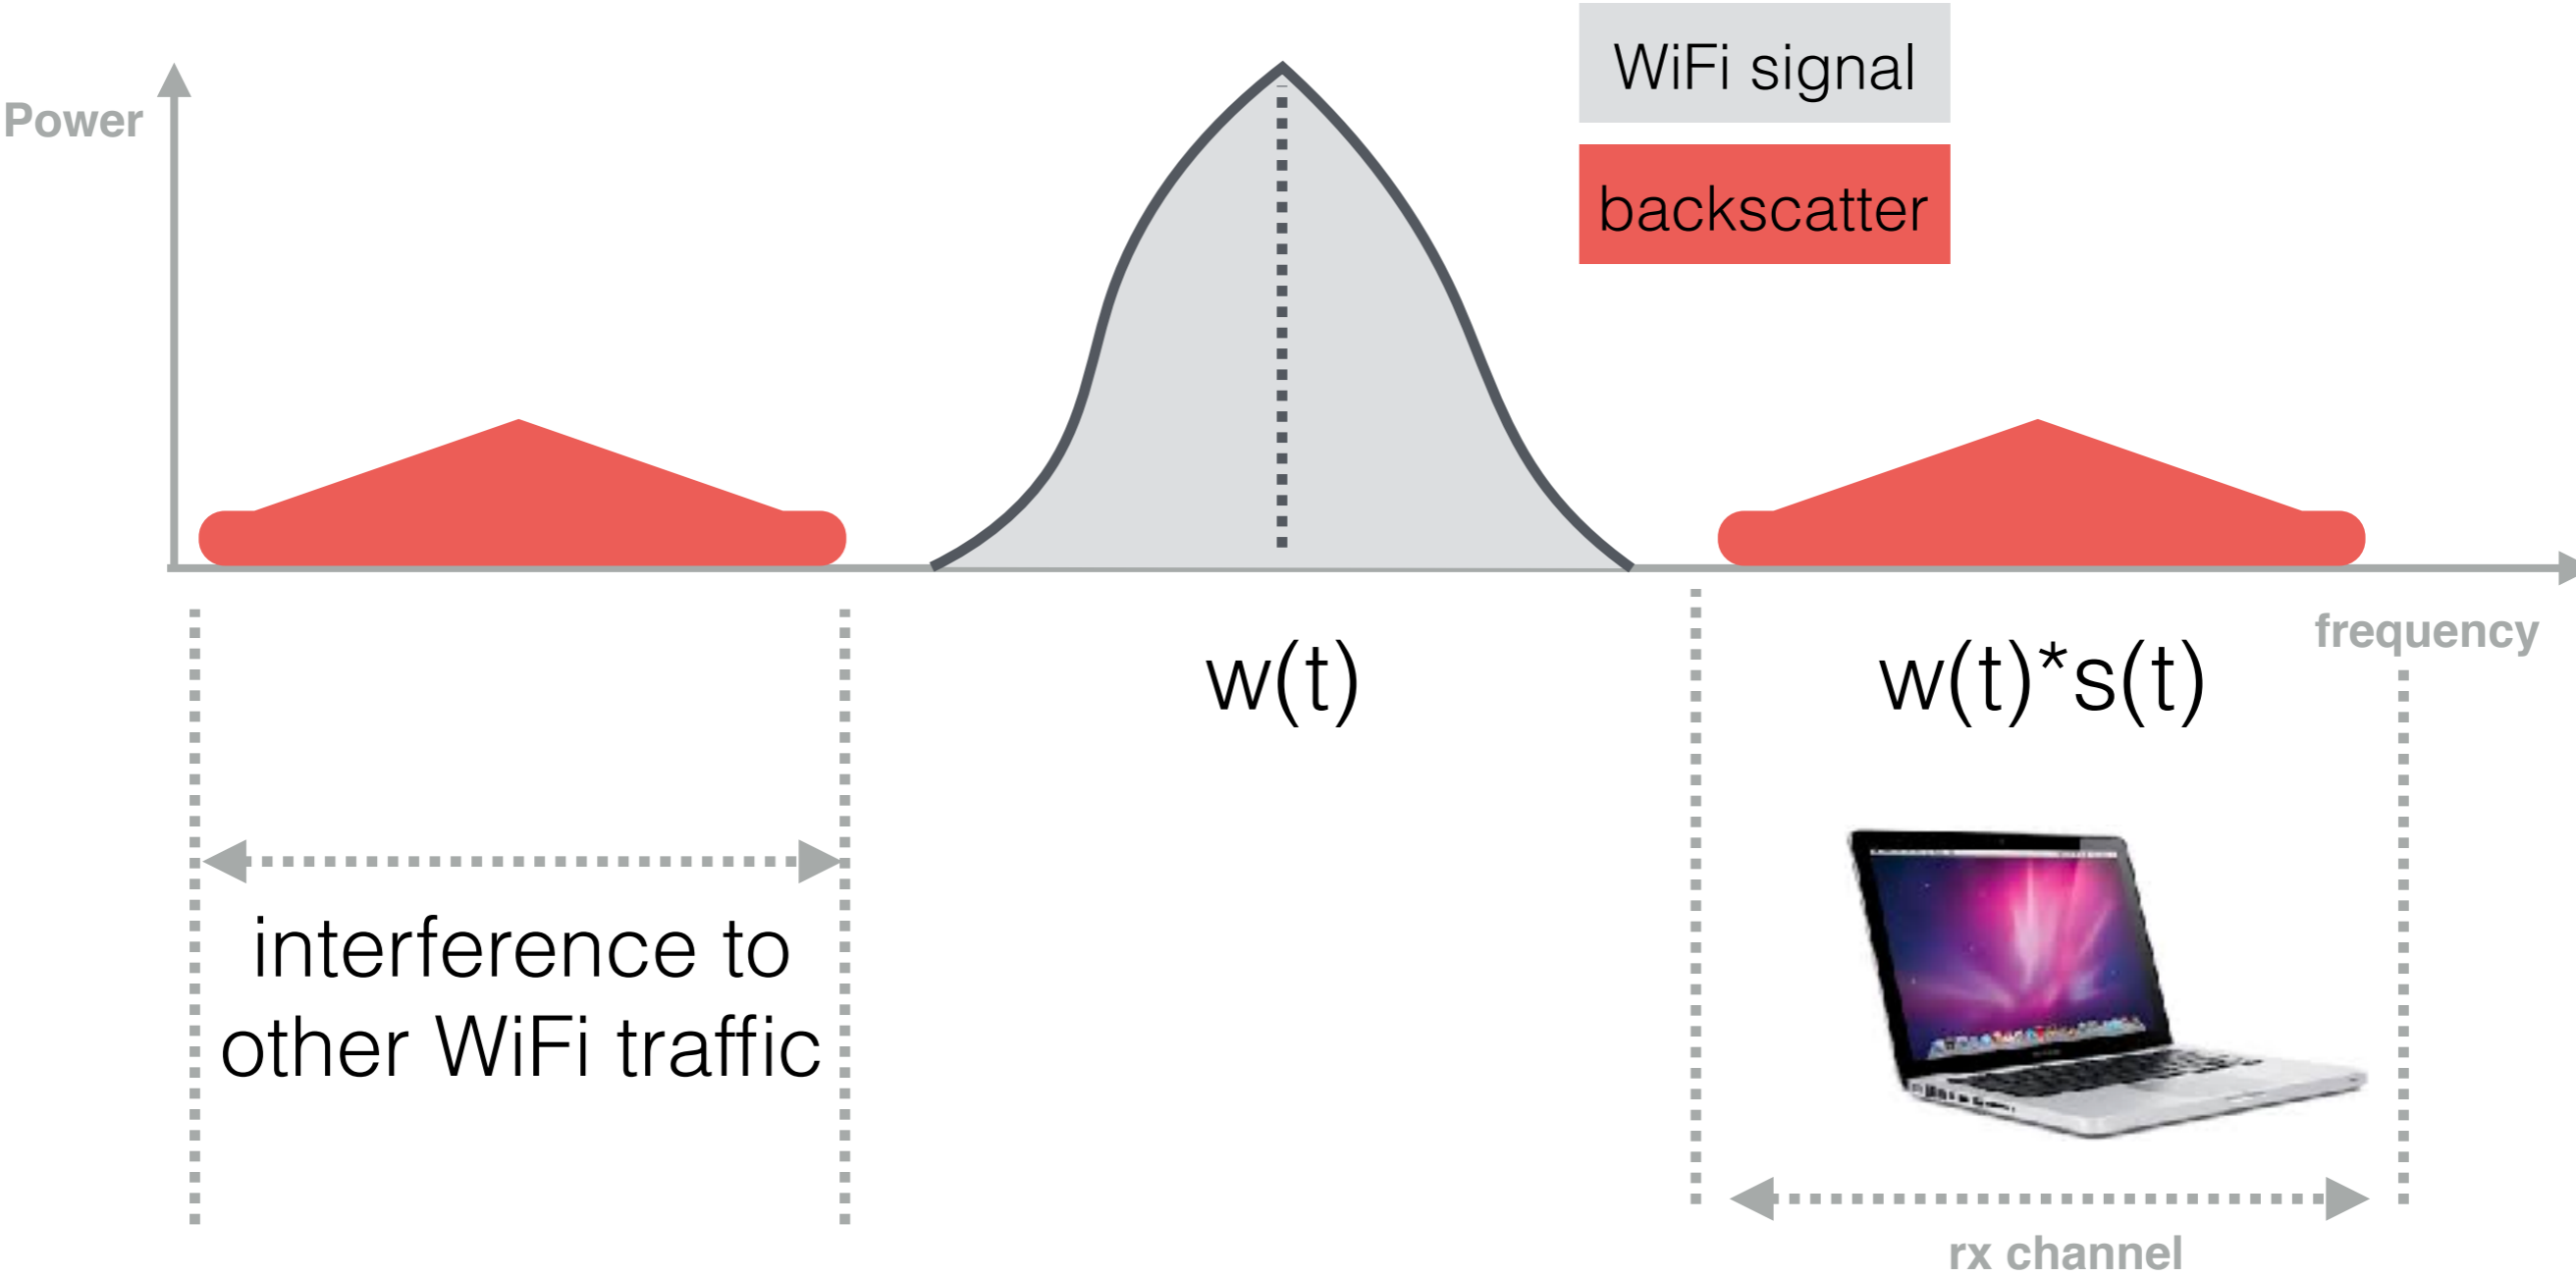 WiFi signal
Power
backscatter
frequency
w(t)
w(t)*s(t)
interference to
other WiFi traffic
rx channel